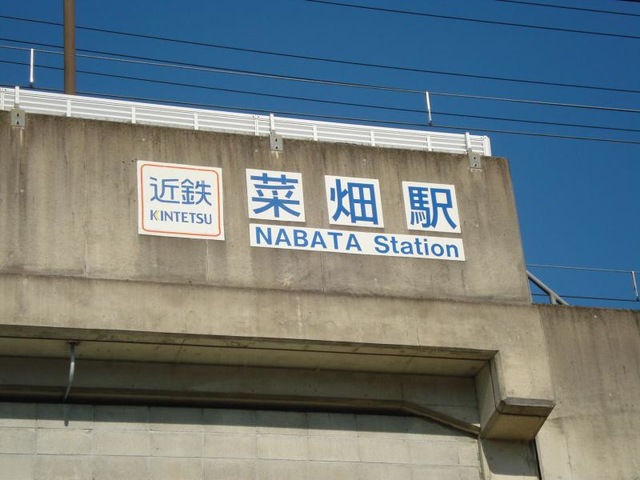 近鉄
KINTETSU
菜畑駅
NABATA Station